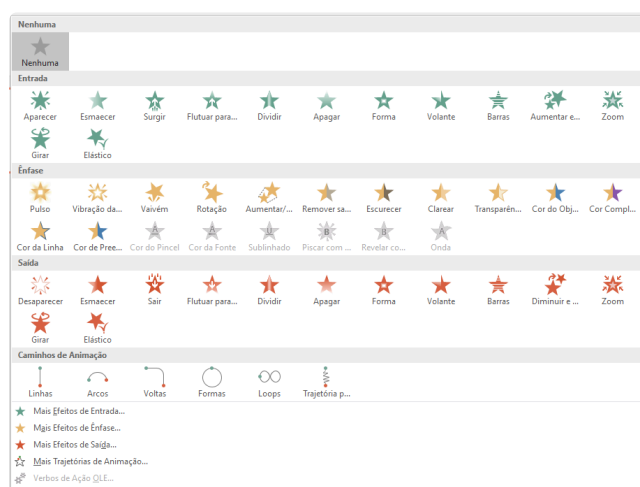 Nenhuma
Nenhuma
Entrada
Aparecer Esmaecer Surgir Flutuar para... Dividir Apagar Forma Volante Barras Aumentar e... Zoom
Girar Elástico
Ênfase
Pulso Vibração da... Vaivém Rotação Aumentar/... Remover sa... Escurecer Clarear Transparên... Cor do Obj... Cor Compl...
Cor da Linha Cor de Pree... Cor do Pincel Cor da Fonte Sublinhado Piscar com ... Revelar co... Onda
Saída
Desaparecer Esmaecer Sair Flutuar para... Dividir Apagar Forma Volante Barras Diminuir e ... Zoom
Girar Elástico
Caminhos de Animação
Linhas Arcos Voltas Formas Loops Trajetória p...
Mais Efeitos de Entrada...
Mais Efeitos de Ênfase...
Mais Efeitos de Saída...
Mais Trajetórias de Animação...
Verbos de Ação OLE...